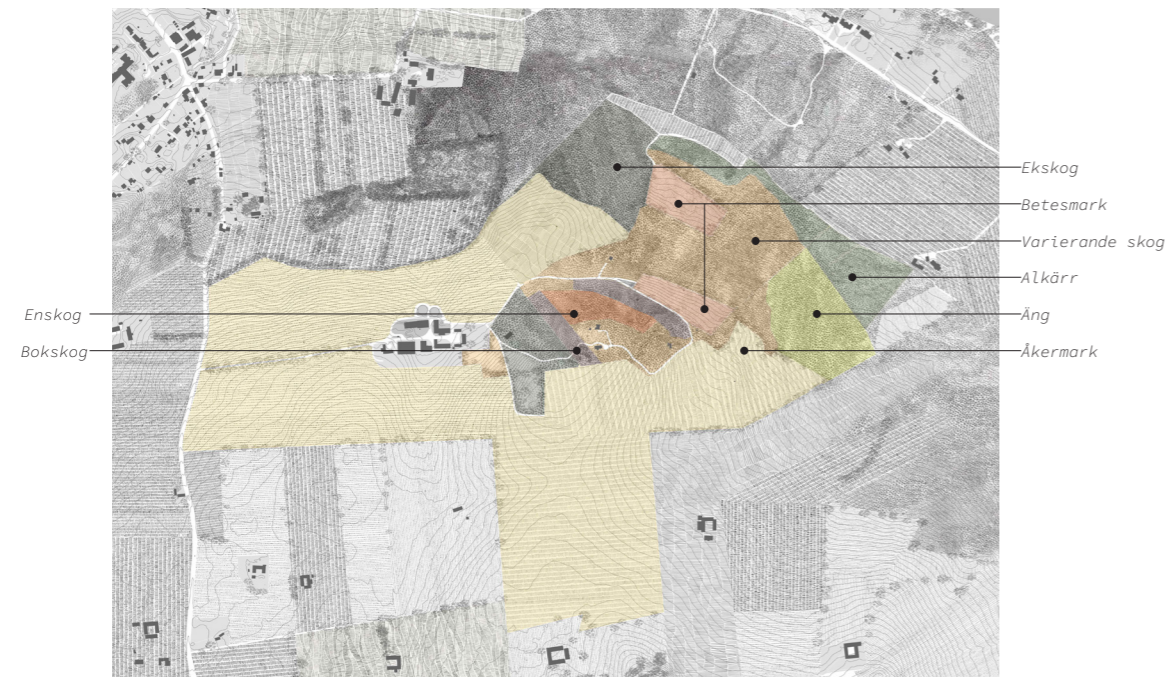 Ekskog
Betesmark
Varierande skog
Alkärr
Enskog
Äng
Bokskog
Åkermark